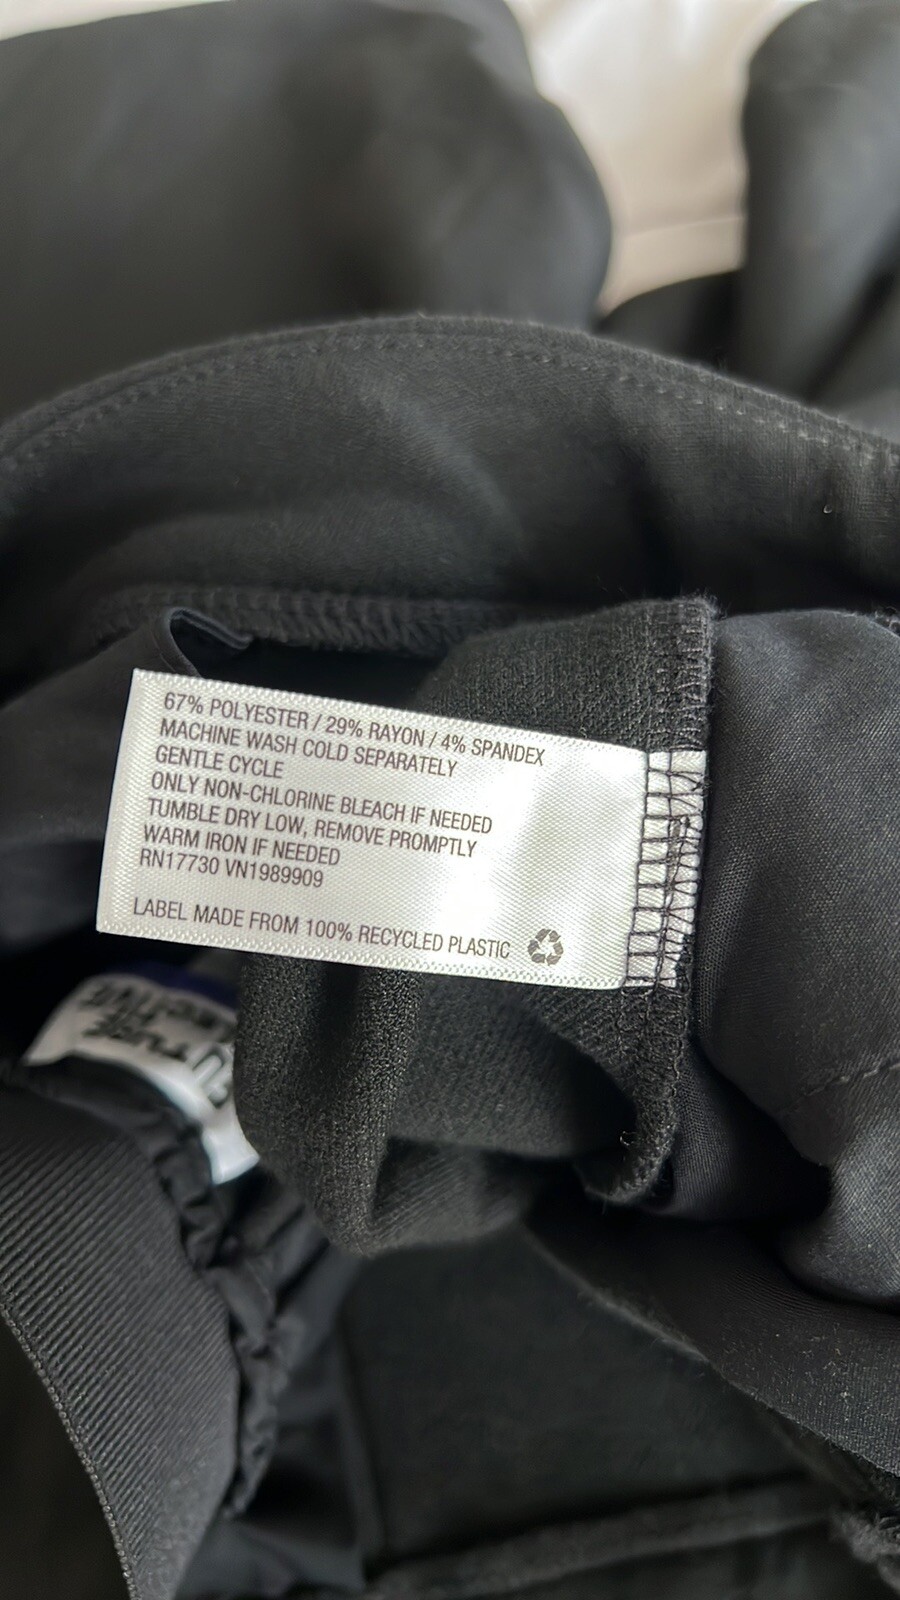 67% POLYESTER / 29% RAYON / 4% SPANDEX
MACHINE WASH COLD SEPARATELY
GENTLE CYCLE
ONLY NON-CHLORINE BLEACH IF NEEDED
TUMBLE DRY LOW, REMOVE PROMPTLY
WARM IRON IF NEEDED
RN17730 VN1989909
LABEL MADE FROM 100% RECYCLED PLASTIC